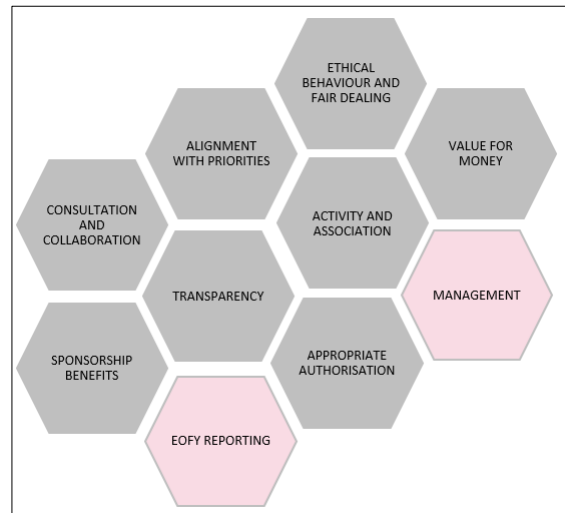 ETHICAL
BEHAVIOUR AND
FAIR DEALING
ALIGNMENT
WITH PRIORITIES
VALUE FOR
MONEY
CONSULTATION
AND
COLLABORATION
ACTIVITY AND
ASSOCIATION
TRANSPARENCY
MANAGEMENT
SPONSORSHIP
BENEFITS
APPROPRIATE
AUTHORISATION
EOFY REPORTING